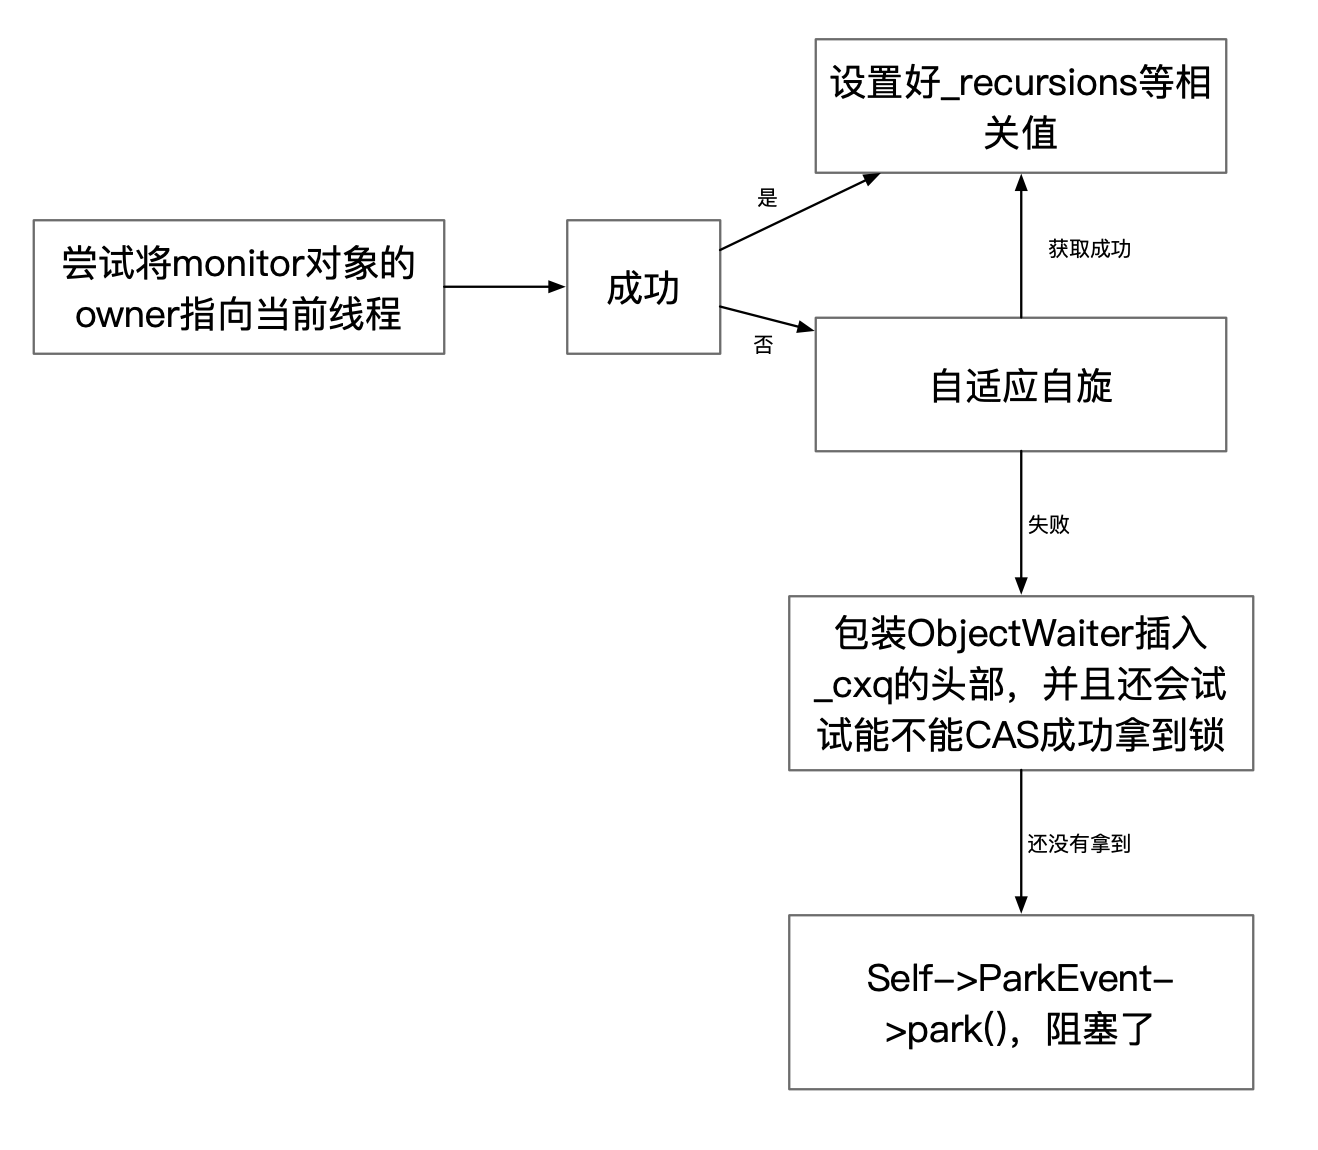 设置好_recursions等相
关值
是
尝试将monitor对象的
owner指向当前线程
成功
获取成功
否
自适应自旋
失败
包装ObjectWaiter插入
_cxq的头部，并且还会试
试能不能CAS成功拿到锁
还没有拿到
Self->ParkEvent-
>park()，阻塞了